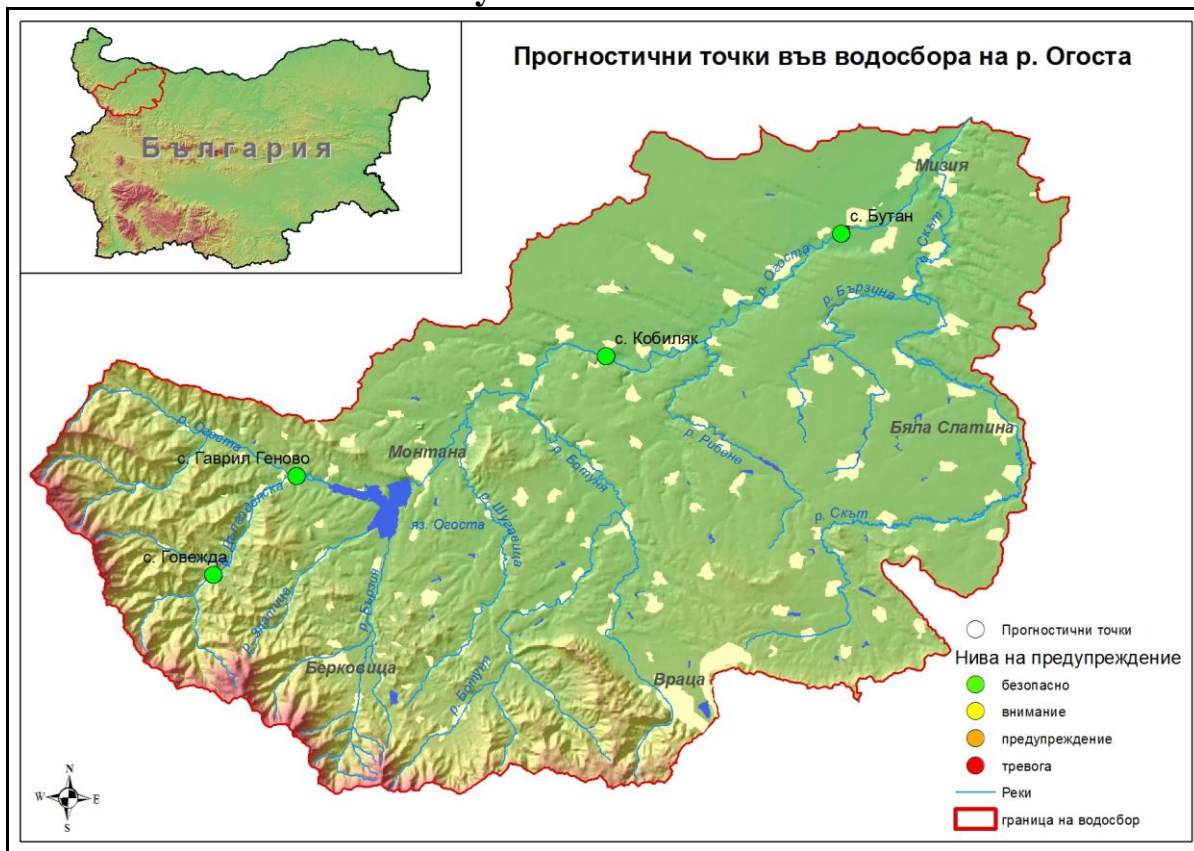 Прогностични точки във водосбора на р. Огоста
България
Мизия
с. Бутан
р. Скът
р. Огоста
р. Бързина
с. Кобиляк
Бяла Слатина
р. Огоста
Монтана
р. Рибене
р. Ботуня
с. Гаврил Геново
р. Шугавица
яз. Огоста
р. Скът
с. Говежда
р. Златица
р. Бързия
Берковица
Враца
р. Ботуня
Прогностични точки
Нива на предупреждение
безопасно
внимание
предупреждение
тревога
Реки
граница на водосбор
N
W E
S